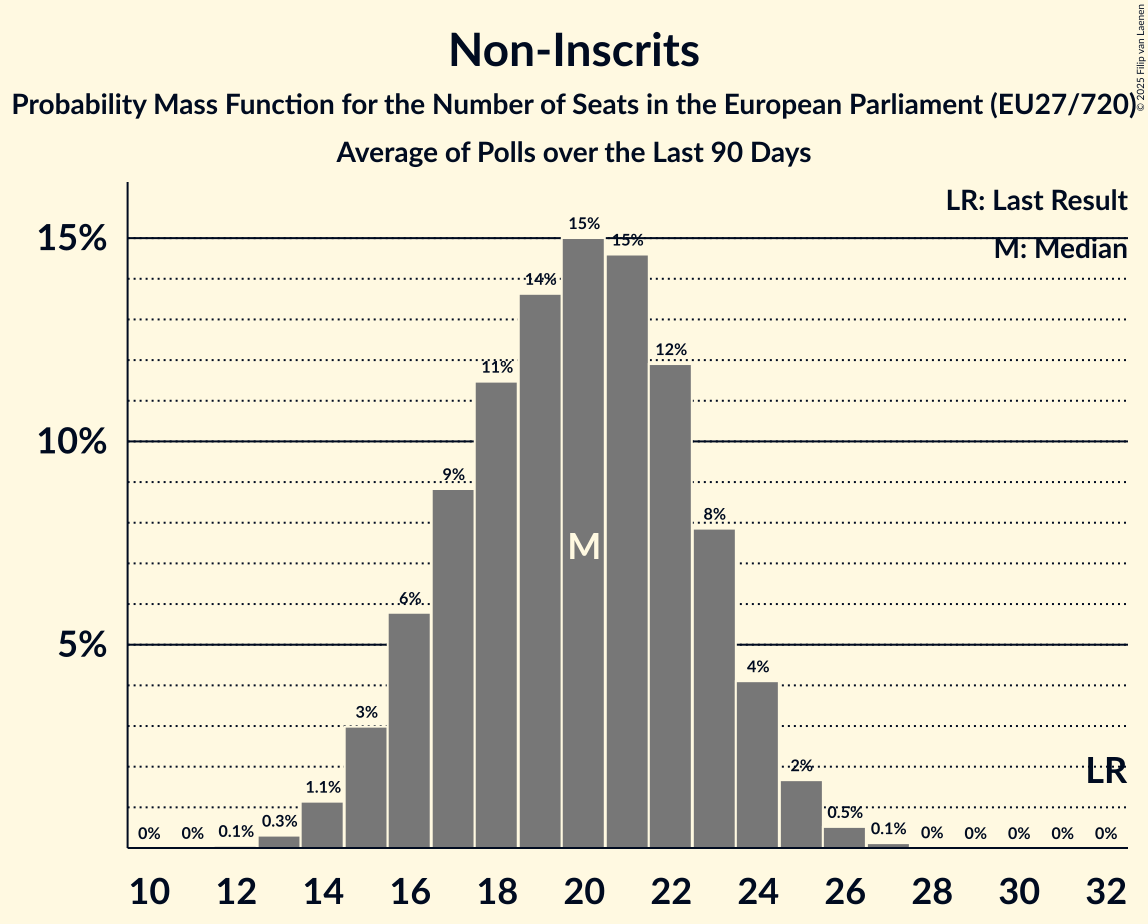 Non-Inscrits
Probability Mass Function for the Number of Seats in the European Parliament (EU27/720)
Average of Polls over the Last 90 Days
© 2025 Filip van Laenen
LR: Last Result
M: Median
15%
10%
5%
0%
0%
0.1%
0.3%
1.1%
3%
6%
9%
11%
14%
15%
15%
12%
8%
4%
2%
0.5%
0.1%
0%
0%
0%
0%
0%
M
LR
10 12 14 16 18 20 22 24 26 28 30 32